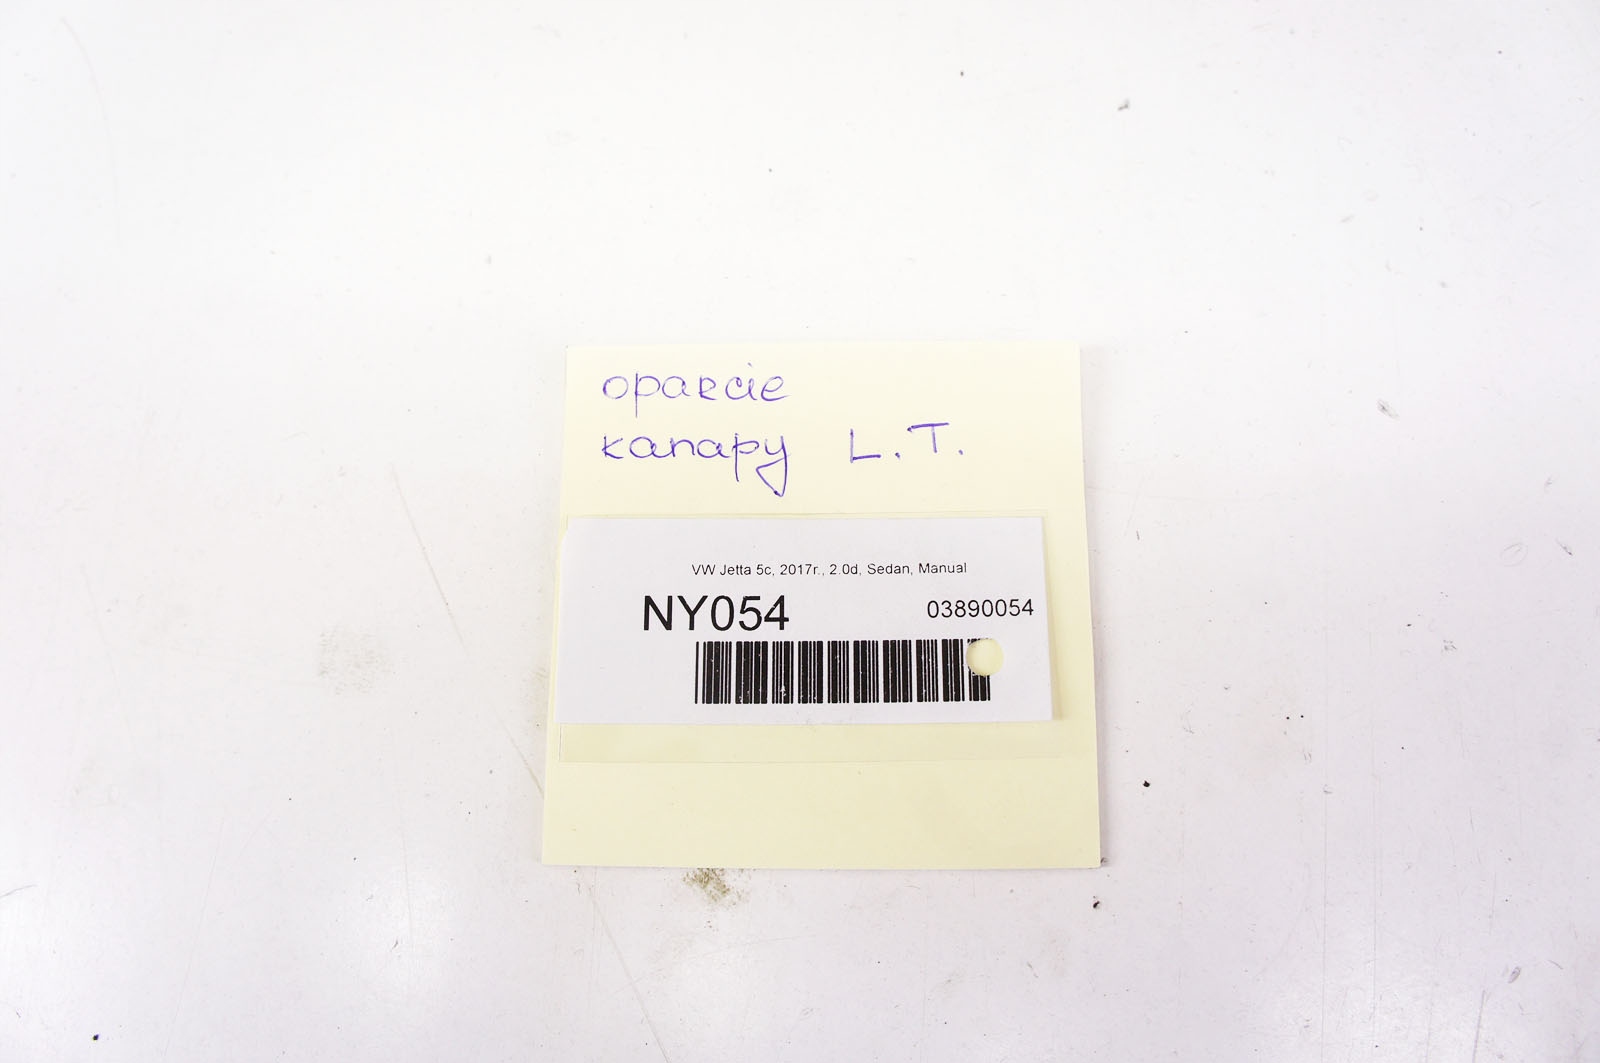 oparcie
kanapy L.T.
VW Jetta 5c, 2017r., 2.0d, Sedan, Manual
NY054 03890054